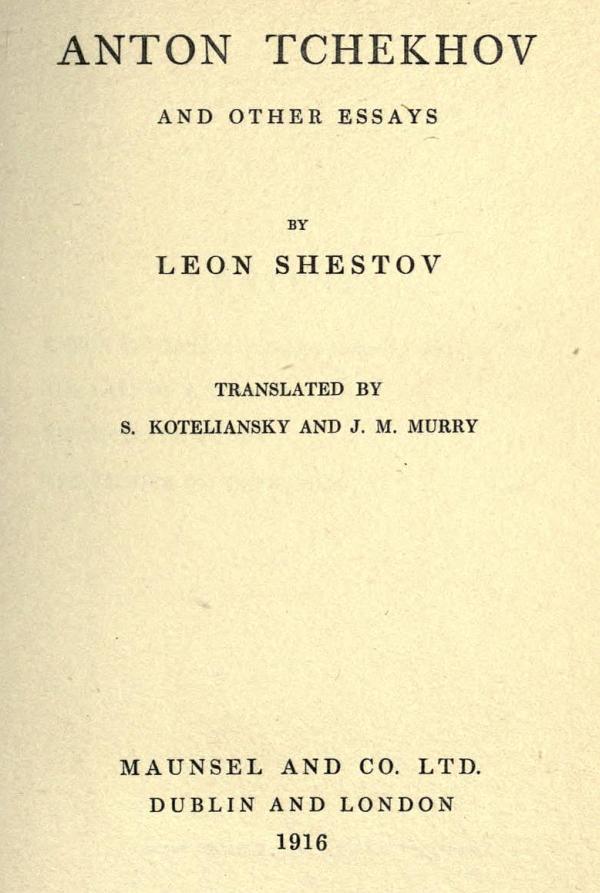 ANTON TCHEKHOV
AND OTHER ESSAYS
BY
LEON SHESTOV
TRANSLATED BY
S. KOTELIANSKY AND J. M. MURRY
MAUNSEL AND CO. LTD.
DUBLIN AND LONDON
1916